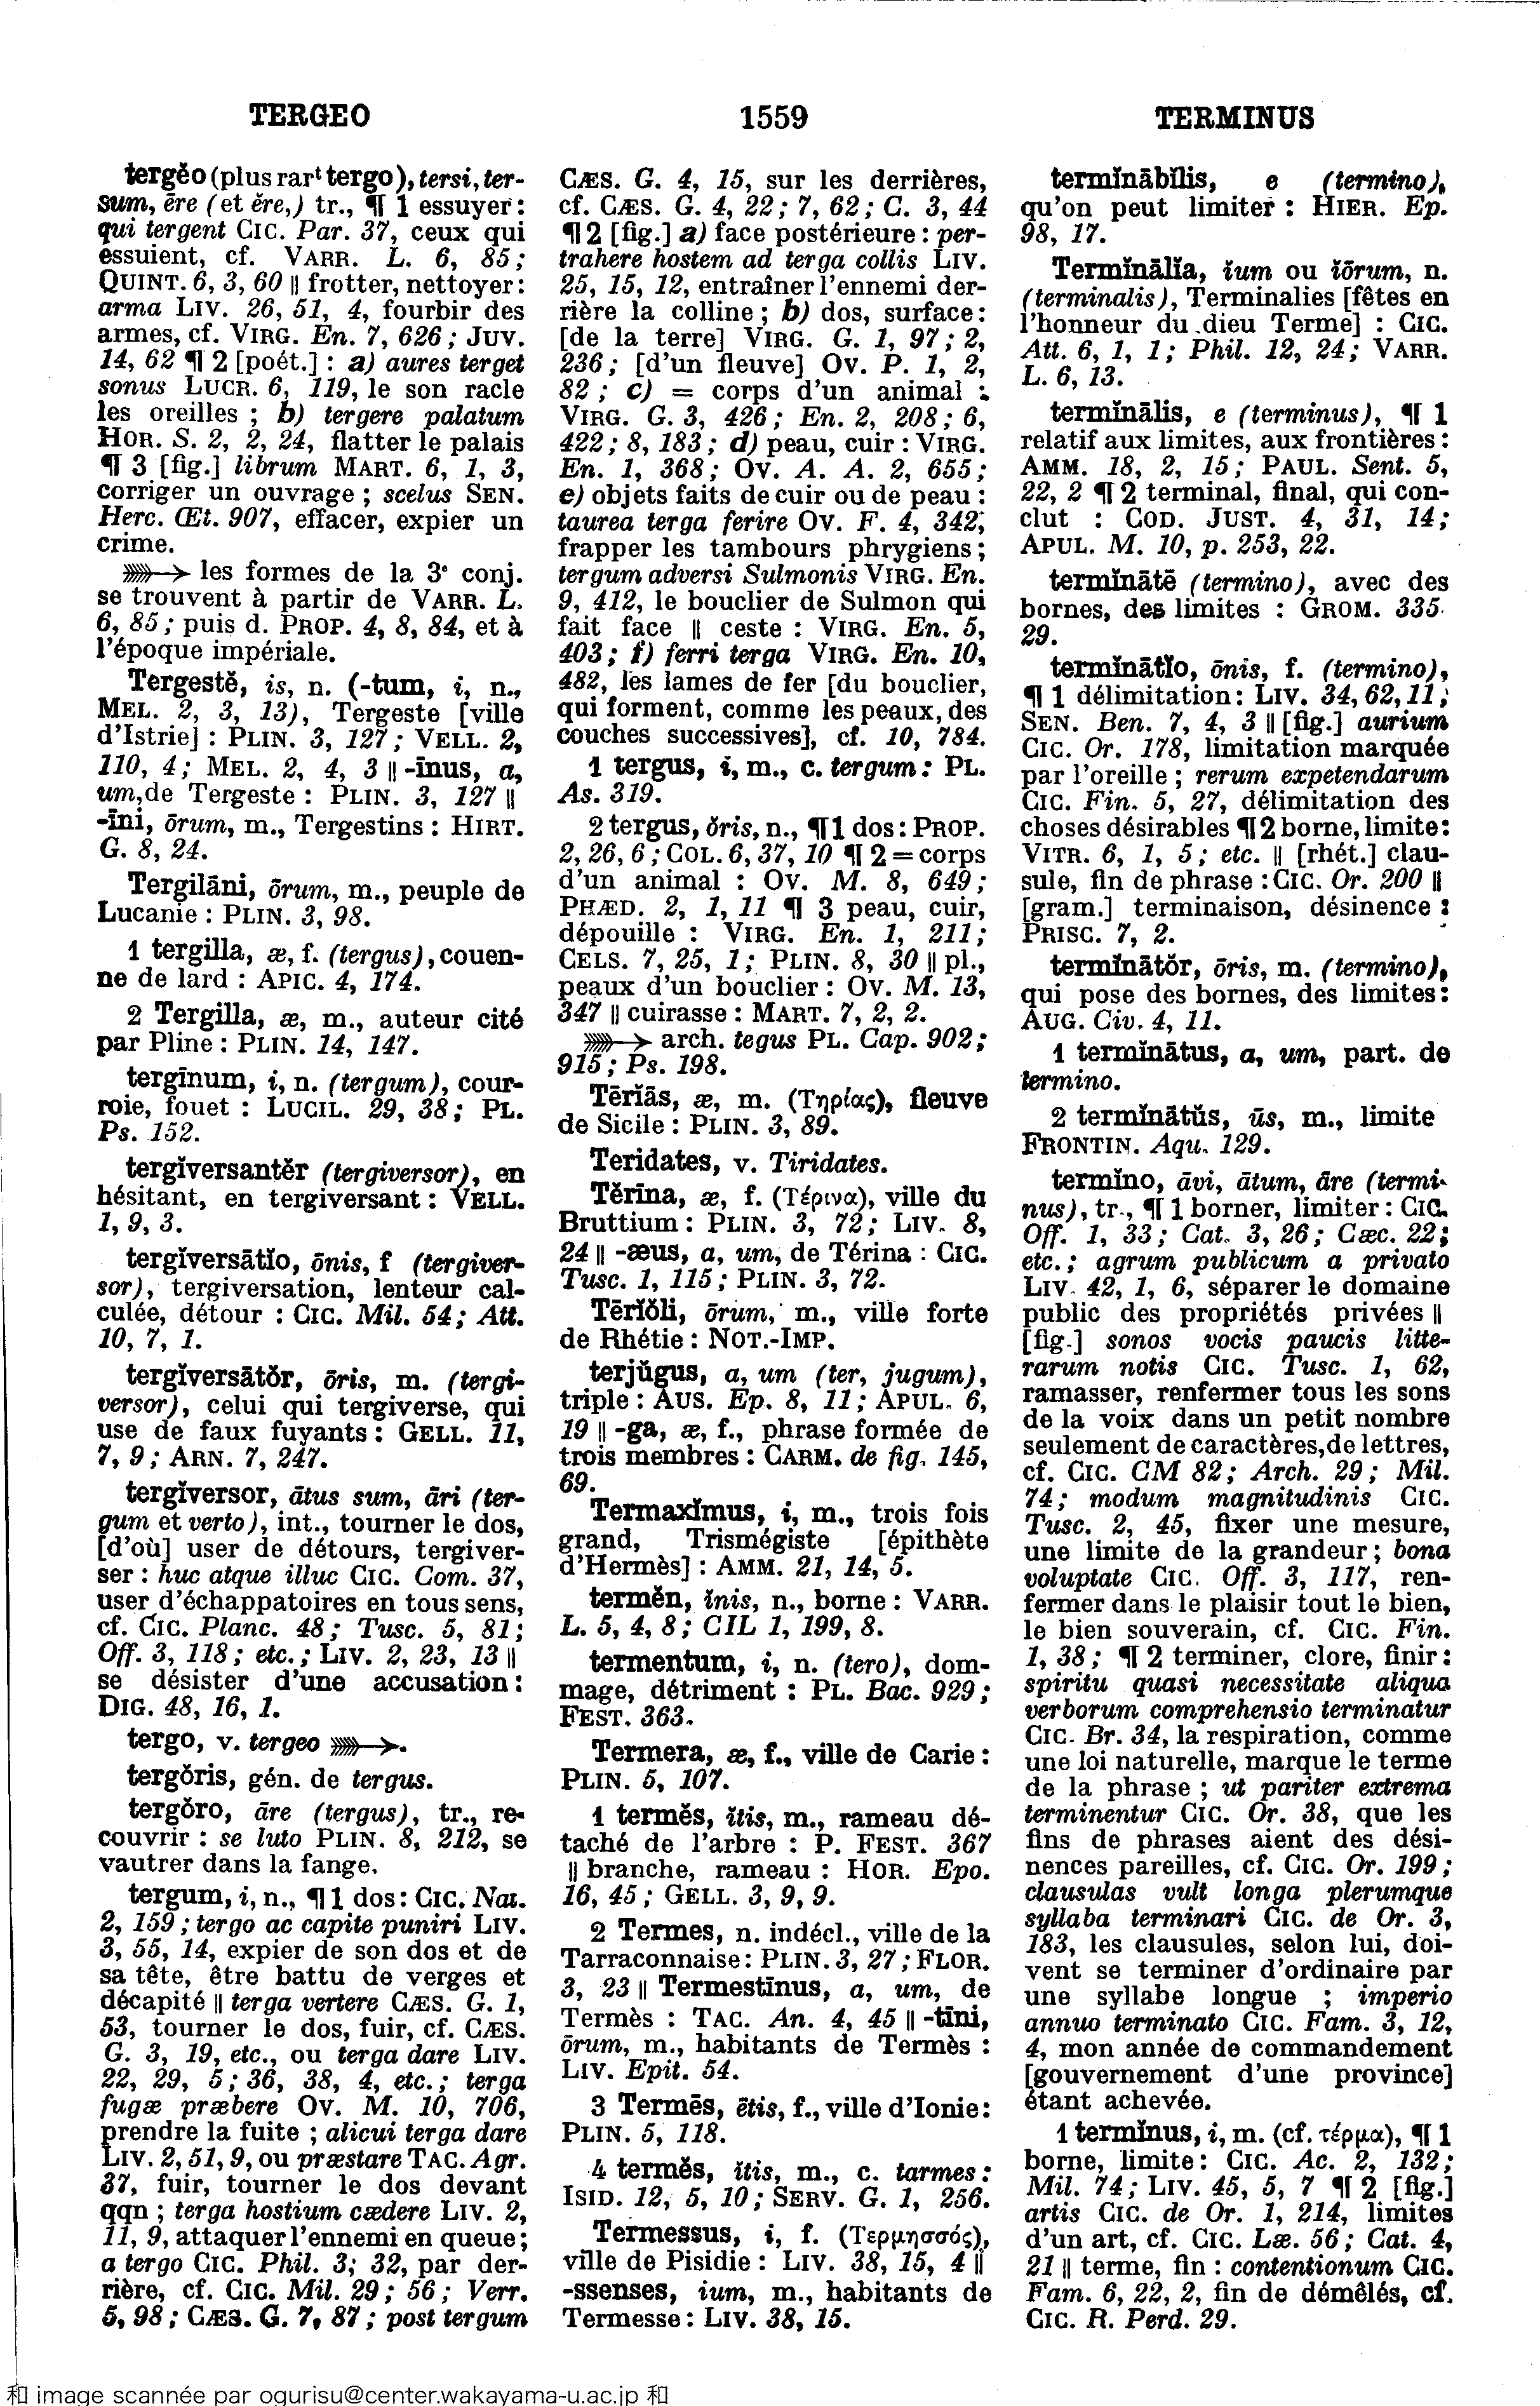 TERGEO
1559
TERMINUS
tergĕo (plus rarᵗ tergo), tersi, ter-
sum, ēre (et ĕre,) tr., ¶ 1 essuyer:
qui tergent CIC. Par. 37, ceux qui
essuient, cf. VARR. L. 6, 85;
QUINT. 6, 3, 60 || frotter, nettoyer:
arma LIV. 26, 51, 4, fourbir des
armes, cf. VIRG. En. 7, 626; JUV.
14, 62 ¶ 2 [poét.] : a) aures terget
sonus LUCR. 6, 119, le son racle
les oreilles ; b) tergere palatum
HOR. S. 2, 2, 24, flatter le palais
¶ 3 [fig.] librum MART. 6, 1, 3,
corriger un ouvrage ; scelus SEN.
Herc. Œt. 907, effacer, expier un
crime.
➳ les formes de la 3ᵉ conj.
se trouvent à partir de VARR. L.
6, 85; puis d. PROP. 4, 8, 84, et à
l'époque impériale.
Tergestĕ, is, n. (-tum, i, n.,
MEL. 2, 3, 13), Tergeste [ville
d'Istrie] : PLIN. 3, 127; VELL. 2,
110, 4; MEL. 2, 4, 3 || -īnus, a,
um, de Tergeste : PLIN. 3, 127 ||
-īni, ōrum, m., Tergestins : HIRT.
G. 8, 24.
Tergilāni, ōrum, m., peuple de
Lucanie : PLIN. 3, 98.
1 tergilla, æ, f. (tergus), couen-
ne de lard : APIC. 4, 174.
2 Tergilla, æ, m., auteur cité
par Pline : PLIN. 14, 147.
tergīnum, i, n. (tergum), cour-
roie, fouet : LUCIL. 29, 38; PL.
Ps. 152.
tergĭversantĕr (tergiversor), en
hésitant, en tergiversant : VELL.
1, 9, 3.
tergĭversātĭo, ōnis, f (tergiver-
sor), tergiversation, lenteur cal-
culée, détour : CIC. Mil. 54; Att.
10, 7, 1.
tergĭversātŏr, ōris, m. (tergi-
versor), celui qui tergiverse, qui
use de faux fuyants : GELL. 11,
7, 9; ARN. 7, 247.
tergĭversor, ātus sum, āri (ter-
gum et verto), int., tourner le dos,
[d'où] user de détours, tergiver-
ser : huc atque illuc CIC. Com. 37,
user d'échappatoires en tous sens,
cf. CIC. Planc. 48; Tusc. 5, 81;
Off. 3, 118; etc.; LIV. 2, 23, 13 ||
se désister d'une accusation :
DIG. 48, 16, 1.
tergo, v. tergeo ➳.
tergŏris, gén. de tergus.
tergŏro, āre (tergus), tr., re-
couvrir : se luto PLIN. 8, 212, se
vautrer dans la fange.
tergum, i, n., ¶ 1 dos : CIC. Nat.
2, 159; tergo ac capite puniri LIV.
3, 55, 14, expier de son dos et de
sa tête, être battu de verges et
décapité || terga vertere CÆS. G. 1,
53, tourner le dos, fuir, cf. CÆS.
G. 3, 19, etc., ou terga dare LIV.
22, 29, 5; 36, 38, 4, etc.; terga
fugæ præbere OV. M. 10, 706,
prendre la fuite ; alicui terga dare
LIV. 2, 51, 9, ou præstare TAC. Agr.
37, fuir, tourner le dos devant
qqn ; terga hostium cædere LIV. 2,
11, 9, attaquer l'ennemi en queue;
a tergo CIC. Phil. 3; 32, par der-
rière, cf. CIC. Mil. 29; 56; Verr.
5, 98; CÆS. G. 7, 87; post tergum
CÆS. G. 4, 15, sur les derrières,
cf. CÆS. G. 4, 22; 7, 62; C. 3, 44
¶ 2 [fig.] a) face postérieure : per-
trahere hostem ad terga collis LIV.
25, 15, 12, entraîner l'ennemi der-
rière la colline ; b) dos, surface:
[de la terre] VIRG. G. 1, 97; 2,
236; [d'un fleuve] OV. P. 1, 2,
82; c) = corps d'un animal :
VIRG. G. 3, 426; En. 2, 208; 6,
422; 8, 183; d) peau, cuir : VIRG.
En. 1, 368; OV. A. A. 2, 655;
e) objets faits de cuir ou de peau :
taurea terga ferire OV. F. 4, 342;
frapper les tambours phrygiens;
tergum adversi Sulmonis VIRG. En.
9, 412, le bouclier de Sulmon qui
fait face || ceste : VIRG. En. 5,
403; f) ferri terga VIRG. En. 10,
482, les lames de fer [du bouclier,
qui forment, comme les peaux, des
couches successives], cf. 10, 784.
1 tergus, i, m., c. tergum : PL.
As. 319.
2 tergus, ŏris, n., ¶ 1 dos : PROP.
2, 26, 6; COL. 6, 37, 10 ¶ 2 = corps
d'un animal : OV. M. 8, 649;
PHÆD. 2, 1, 11 ¶ 3 peau, cuir,
dépouille : VIRG. En. 1, 211;
CELS. 7, 25, 1; PLIN. 8, 30 || pl.,
peaux d'un bouclier : OV. M. 13,
347 || cuirasse : MART. 7, 2, 2.
➳ arch. tegus PL. Cap. 902;
915; Ps. 198.
Tērĭās, æ, m. (Τηρίας), fleuve
de Sicile : PLIN. 3, 89.
Teridates, v. Tiridates.
Tĕrīna, æ, f. (Τέρινα), ville du
Bruttium : PLIN. 3, 72; LIV. 8,
24 || -æus, a, um, de Térina : CIC.
Tusc. 1, 115; PLIN. 3, 72.
Tērĭŏli, ōrum, m., ville forte
de Rhétie : NOT.-IMP.
terjŭgus, a, um (ter, jugum),
triple : AUS. Ep. 8, 11; APUL. 6,
19 || -ga, æ, f., phrase formée de
trois membres : CARM. de fig. 145,
69.
Termaxĭmus, i, m., trois fois
grand, Trismégiste [épithète
d'Hermès] : AMM. 21, 14, 5.
termĕn, ĭnis, n., borne : VARR.
L. 5, 4, 8; CIL 1, 199, 8.
termentum, i, n. (tero), dom-
mage, détriment : PL. Bac. 929;
FEST. 363.
Termera, æ, f., ville de Carie :
PLIN. 5, 107.
1 termĕs, ĭtis, m., rameau dé-
taché de l'arbre : P. FEST. 367
|| branche, rameau : HOR. Epo.
16, 45; GELL. 3, 9, 9.
2 Termes, n. indécl., ville de la
Tarraconnaise : PLIN. 3, 27; FLOR.
3, 23 || Termestīnus, a, um, de
Termès : TAC. An. 4, 45 || -tīni,
ōrum, m., habitants de Termès :
LIV. Epit. 54.
3 Termēs, ētis, f., ville d'Ionie:
PLIN. 5, 118.
4 termĕs, ĭtis, m., c. tarmes :
ISID. 12, 5, 10; SERV. G. 1, 256.
Termessus, i, f. (Τερμησσός),
ville de Pisidie : LIV. 38, 15, 4 ||
-ssenses, ium, m., habitants de
Termesse : LIV. 38, 15.
termĭnābĭlis, e (termino),
qu'on peut limiter : HIER. Ep.
98, 17.
Termĭnālĭa, ĭum ou ĭōrum, n.
(terminalis), Terminalies [fêtes en
l'honneur du dieu Terme] : CIC.
Att. 6, 1, 1; Phil. 12, 24; VARR.
L. 6, 13.
termĭnālis, e (terminus), ¶ 1
relatif aux limites, aux frontières :
AMM. 18, 2, 15; PAUL. Sent. 5,
22, 2 ¶ 2 terminal, final, qui con-
clut : COD. JUST. 4, 31, 14;
APUL. M. 10, p. 253, 22.
termĭnātē (termino), avec des
bornes, des limites : GROM. 335
29.
termĭnātĭo, ōnis, f. (termino),
¶ 1 délimitation : LIV. 34, 62, 11;
SEN. Ben. 7, 4, 3 || [fig.] aurium
CIC. Or. 178, limitation marquée
par l'oreille ; rerum expetendarum
CIC. Fin. 5, 27, délimitation des
choses désirables ¶ 2 borne, limite:
VITR. 6, 1, 5; etc. || [rhét.] clau-
sule, fin de phrase : CIC. Or. 200 ||
[gram.] terminaison, désinence :
PRISC. 7, 2.
termĭnātŏr, ōris, m. (termino),
qui pose des bornes, des limites :
AUG. Civ. 4, 11.
1 termĭnātus, a, um, part. de
termino.
2 termĭnātŭs, ūs, m., limite
FRONTIN. Aqu. 129.
termĭno, āvi, ātum, āre (termi-
nus), tr., ¶ 1 borner, limiter : CIC.
Off. 1, 33; Cat. 3, 26; Cæc. 22;
etc.; agrum publicum a privato
LIV. 42, 1, 6, séparer le domaine
public des propriétés privées ||
[fig.] sonos vocis paucis litte-
rarum notis CIC. Tusc. 1, 62,
ramasser, renfermer tous les sons
de la voix dans un petit nombre
seulement de caractères, de lettres,
cf. CIC. CM 82; Arch. 29; Mil.
74; modum magnitudinis CIC.
Tusc. 2, 45, fixer une mesure,
une limite de la grandeur ; bona
voluptate CIC. Off. 3, 117, ren-
fermer dans le plaisir tout le bien,
le bien souverain, cf. CIC. Fin.
1, 38; ¶ 2 terminer, clore, finir :
spiritu quasi necessitate aliqua
verborum comprehensio terminatur
CIC. Br. 34, la respiration, comme
une loi naturelle, marque le terme
de la phrase ; ut pariter extrema
terminentur CIC. Or. 38, que les
fins de phrases aient des dési-
nences pareilles, cf. CIC. Or. 199;
clausulas vult longa plerumque
syllaba terminari CIC. de Or. 3,
183, les clausules, selon lui, doi-
vent se terminer d'ordinaire par
une syllabe longue ; imperio
annuo terminato CIC. Fam. 3, 12,
4, mon année de commandement
[gouvernement d'une province]
étant achevée.
1 termĭnus, i, m. (cf. τέρμα), ¶ 1
borne, limite : CIC. Ac. 2, 132;
Mil. 74; LIV. 45, 5, 7 ¶ 2 [fig.]
artis CIC. de Or. 1, 214, limites
d'un art, cf. CIC. Læ. 56; Cat. 4,
21 || terme, fin : contentionum CIC.
Fam. 6, 22, 2, fin de démêlés, cf.
CIC. R. Perd. 29.
和 image scannée par ogurisu@center.wakayama-u.ac.jp 和